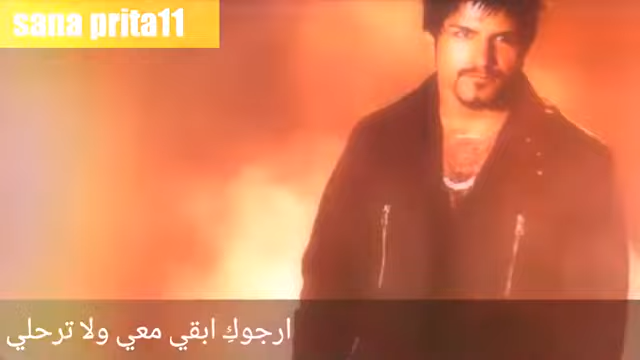 sana prita11
ارجوكِ ابقي معي ولا ترحلي